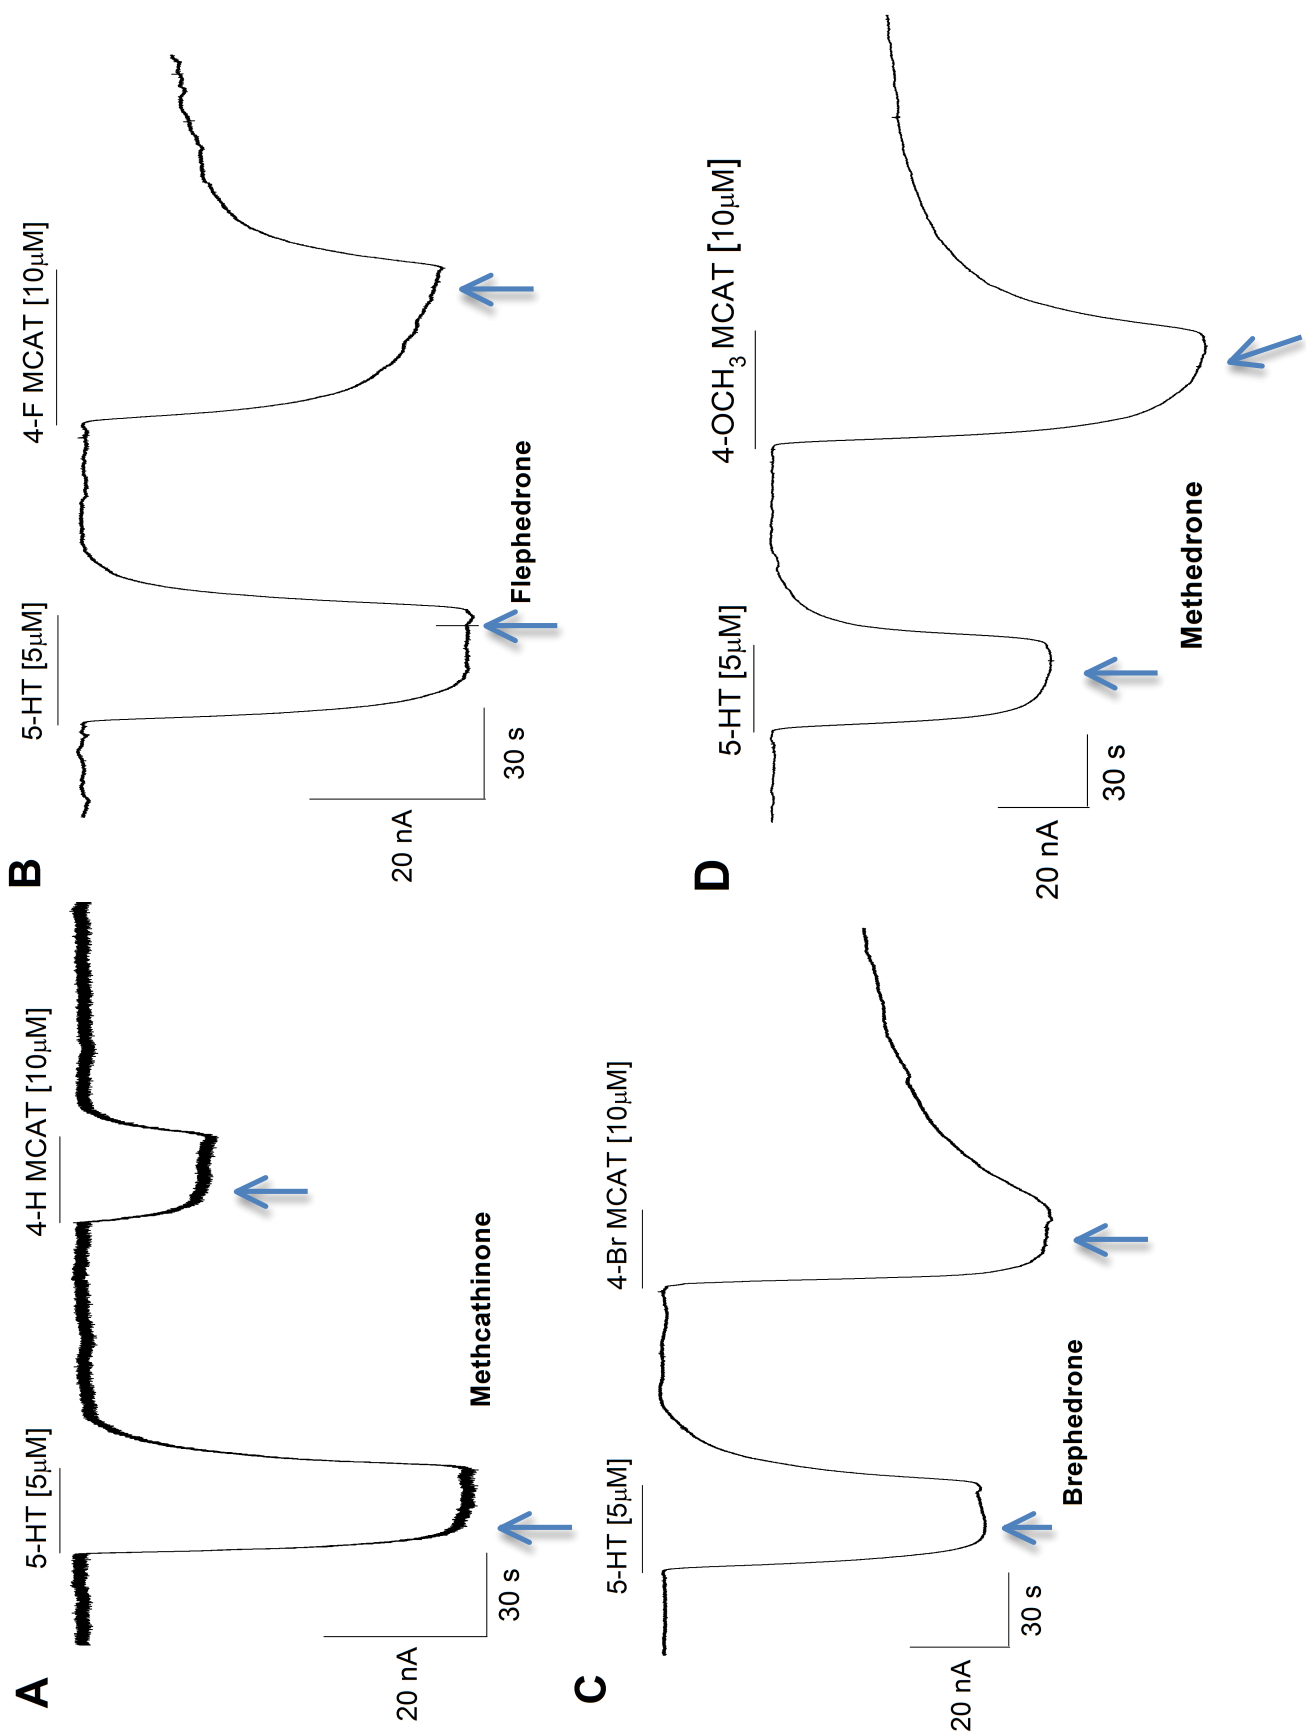 A
5-HT [5µM]
4-H MCAT [10µM]
20 nA
30 s
Methcathinone
B
5-HT [5µM]
4-F MCAT [10µM]
20 nA
30 s
Flephedrone
C
5-HT [5µM]
4-Br MCAT [10µM]
20 nA
30 s
Brephedrone
D
5-HT [5µM]
4-OCH₃ MCAT [10µM]
20 nA
30 s
Methedrone